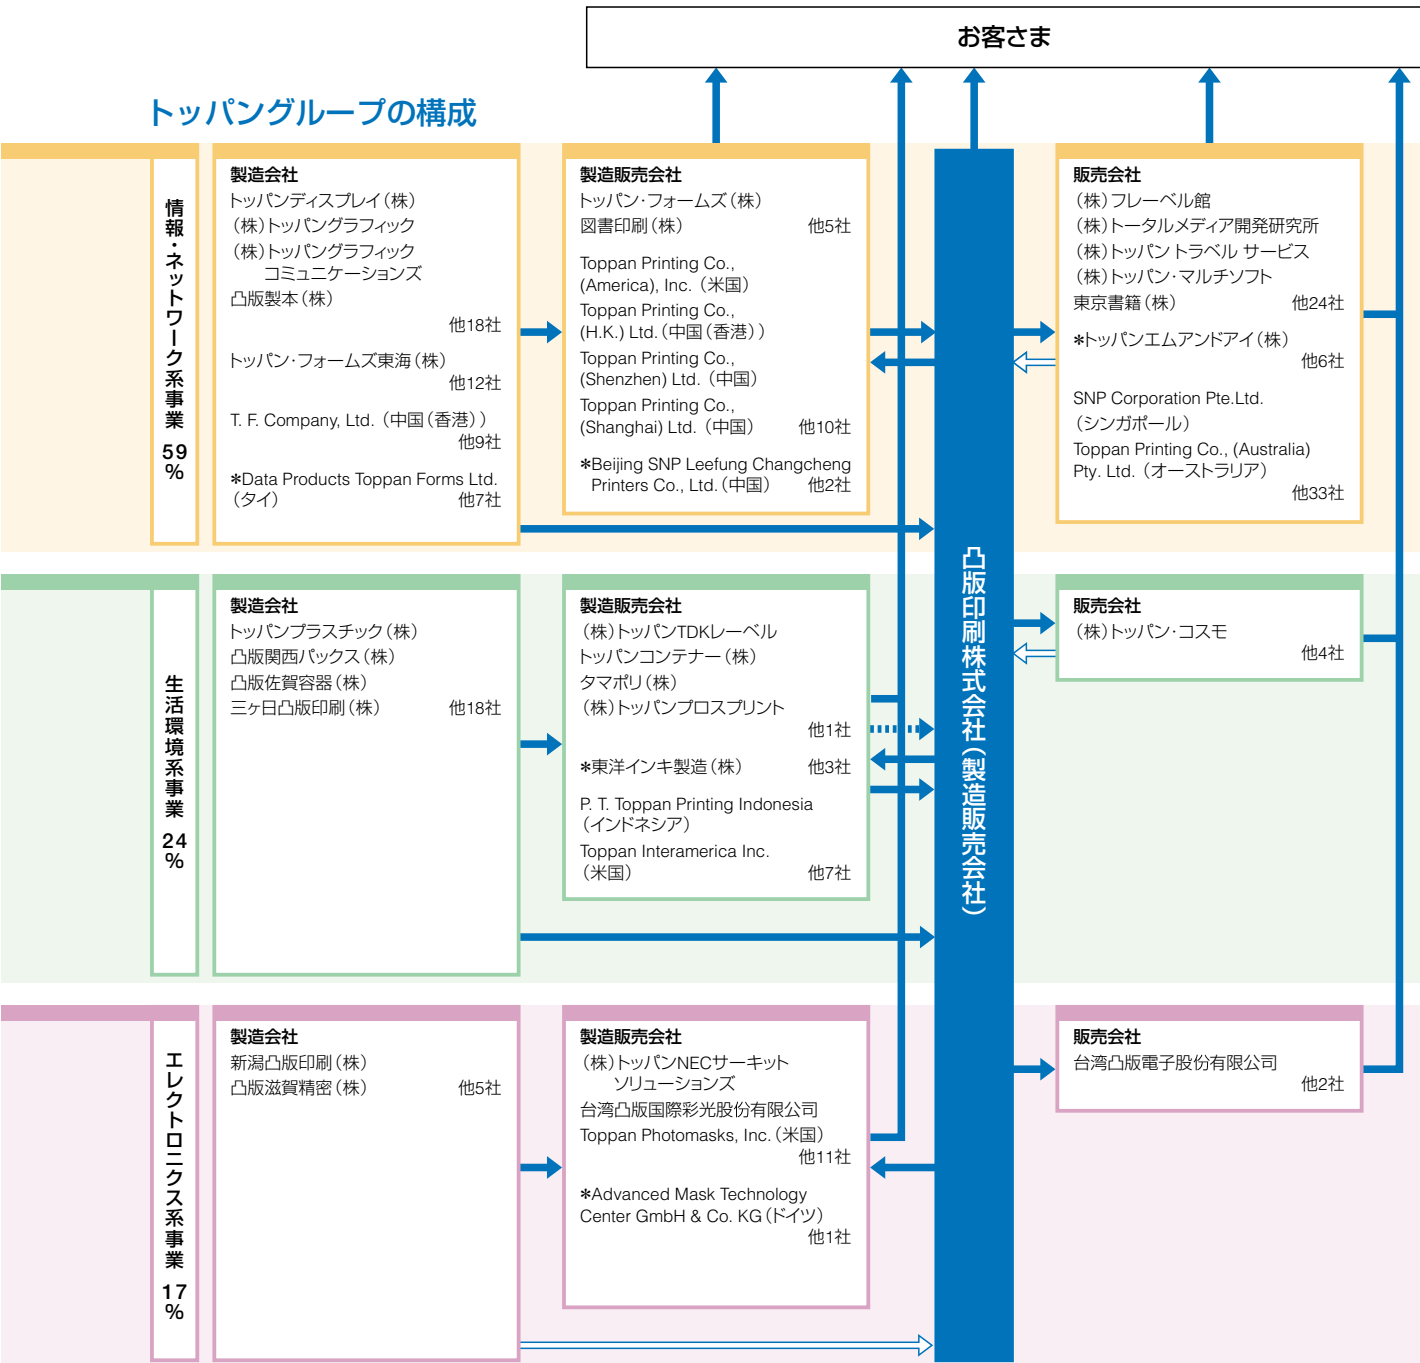 お客さま
トッパングループの構成
情報・ネットワーク系事業 59%
製造会社
トッパンディスプレイ（株）
（株）トッパングラフィック
（株）トッパングラフィック
コミュニケーションズ
凸版製本（株）
他18社
トッパン・フォームズ東海（株）
他12社
T. F. Company, Ltd.（中国（香港））
他9社
*Data Products Toppan Forms Ltd.
（タイ） 他7社
製造販売会社
トッパン・フォームズ（株）
図書印刷（株） 他5社
Toppan Printing Co.,
(America), Inc.（米国）
Toppan Printing Co.,
(H.K.) Ltd.（中国（香港））
Toppan Printing Co.,
(Shenzhen) Ltd.（中国）
Toppan Printing Co.,
(Shanghai) Ltd.（中国） 他10社
*Beijing SNP Leefung Changcheng
Printers Co., Ltd.（中国） 他2社
凸版印刷株式会社（製造販売会社）
販売会社
（株）フレーベル館
（株）トータルメディア開発研究所
（株）トッパン トラベル サービス
（株）トッパン・マルチソフト
東京書籍（株） 他24社
*トッパンエムアンドアイ（株）
他6社
SNP Corporation Pte.Ltd.
（シンガポール）
Toppan Printing Co., (Australia)
Pty. Ltd.（オーストラリア）
他33社
生活環境系事業 24%
製造会社
トッパンプラスチック（株）
凸版関西パックス（株）
凸版佐賀容器（株）
三ヶ日凸版印刷（株） 他18社
製造販売会社
（株）トッパンTDKレーベル
トッパンコンテナー（株）
タマポリ（株）
（株）トッパンプロスプリント
他1社
*東洋インキ製造（株） 他3社
P. T. Toppan Printing Indonesia
（インドネシア）
Toppan Interamerica Inc.
（米国） 他7社
販売会社
（株）トッパン・コスモ
他4社
エレクトロニクス系事業 17%
製造会社
新潟凸版印刷（株）
凸版滋賀精密（株） 他5社
製造販売会社
（株）トッパンNECサーキット
ソリューションズ
台湾凸版国際彩光股份有限公司
Toppan Photomasks, Inc.（米国）
他11社
*Advanced Mask Technology
Center GmbH & Co. KG（ドイツ）
他1社
販売会社
台湾凸版電子股份有限公司
他2社